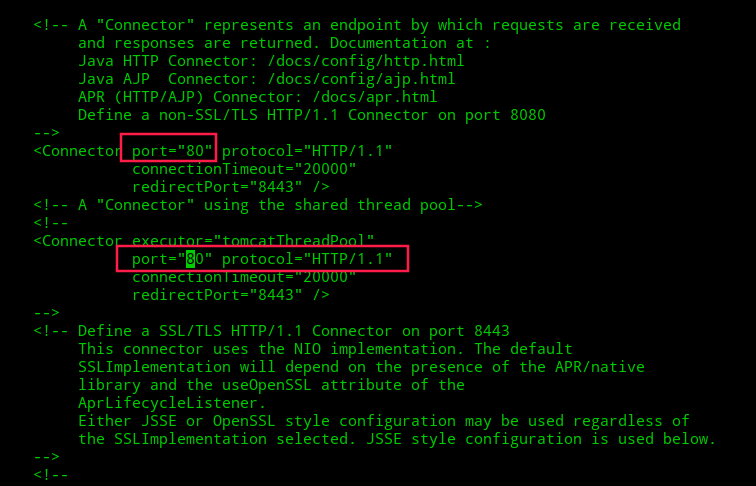 <!-- A "Connector" represents an endpoint by which requests are received
and responses are returned. Documentation at :
Java HTTP Connector: /docs/config/http.html
Java AJP  Connector: /docs/config/ajp.html
APR (HTTP/AJP) Connector: /docs/apr.html
Define a non-SSL/TLS HTTP/1.1 Connector on port 8080
-->
<Connector port="80" protocol="HTTP/1.1"
connectionTimeout="20000"
redirectPort="8443" />
<!-- A "Connector" using the shared thread pool-->
<!--
<Connector executor="tomcatThreadPool"
port="80" protocol="HTTP/1.1"
connectionTimeout="20000"
redirectPort="8443" />
-->
<!-- Define a SSL/TLS HTTP/1.1 Connector on port 8443
This connector uses the NIO implementation. The default
SSLImplementation will depend on the presence of the APR/native
library and the useOpenSSL attribute of the
AprLifecycleListener.
Either JSSE or OpenSSL style configuration may be used regardless of
the SSLImplementation selected. JSSE style configuration is used below.
-->
<!--